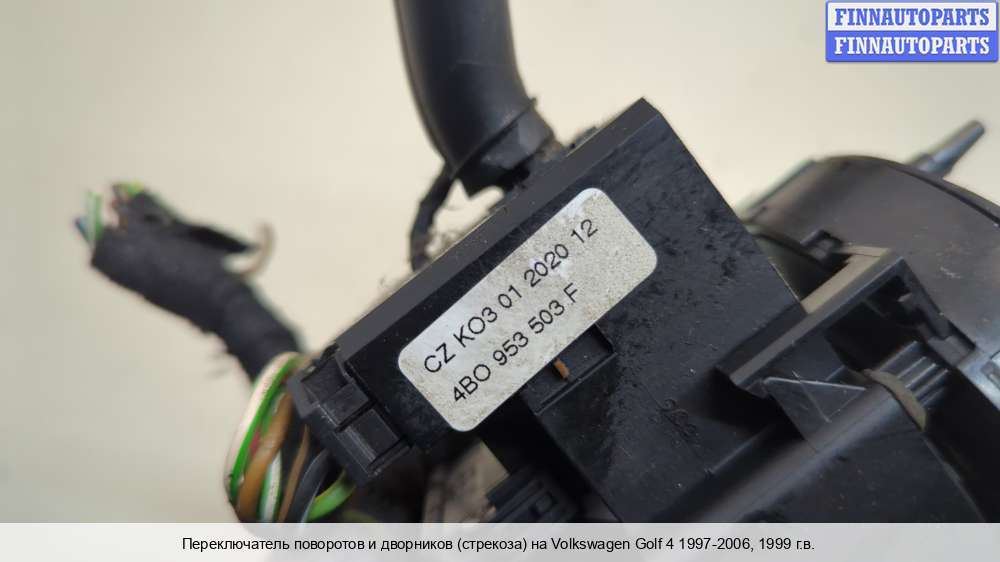 FINNAUTOPARTS
FINNAUTOPARTS
CZ KO3 01 2020 12
4BO 953 503 F
Переключатель поворотов и дворников (стрекоза) на Volkswagen Golf 4 1997-2006, 1999 г.в.